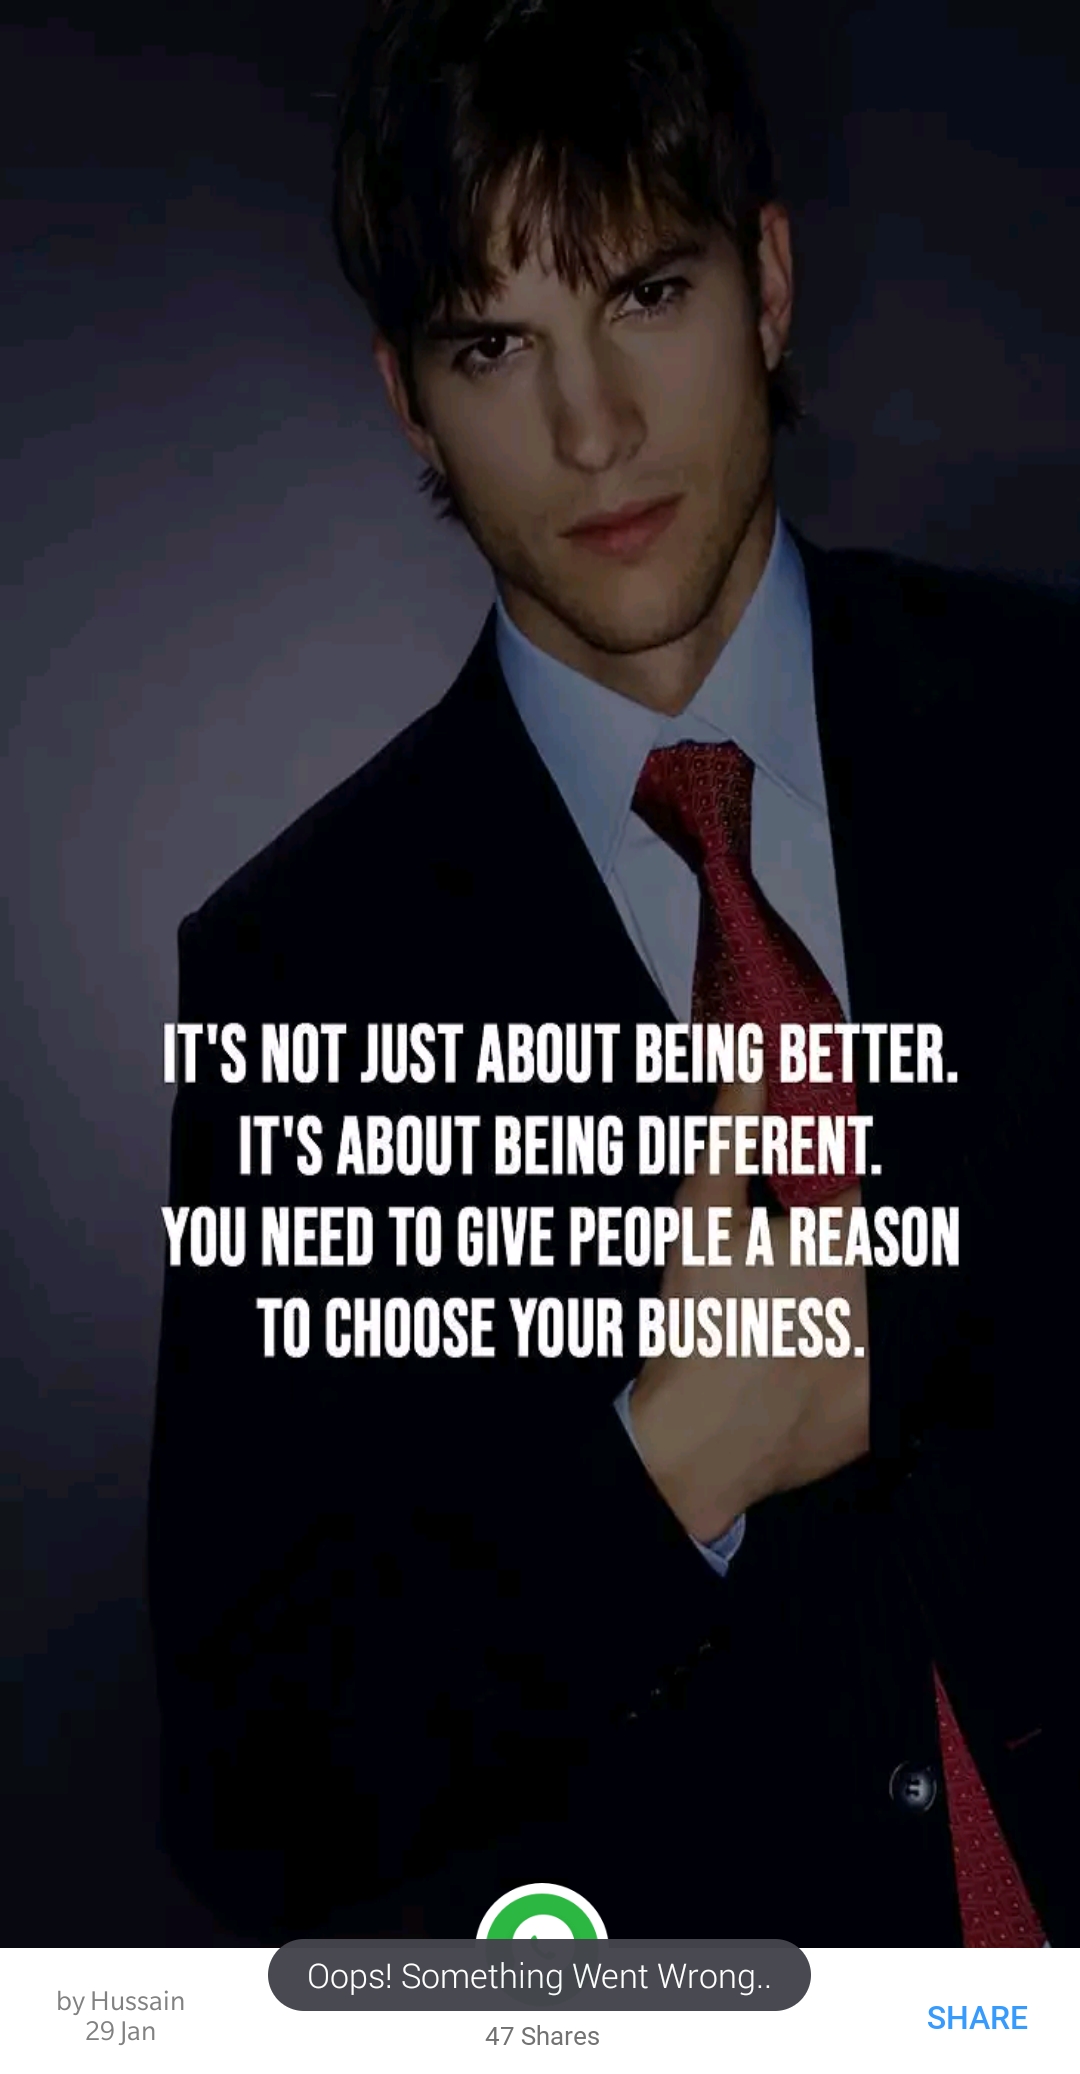 IT'S NOT JUST ABOUT BEING BETTER.
IT'S ABOUT BEING DIFFERENT.
YOU NEED TO GIVE PEOPLE A REASON
TO CHOOSE YOUR BUSINESS.
Oops! Something Went Wrong..
by Hussain
29 Jan
47 Shares
SHARE